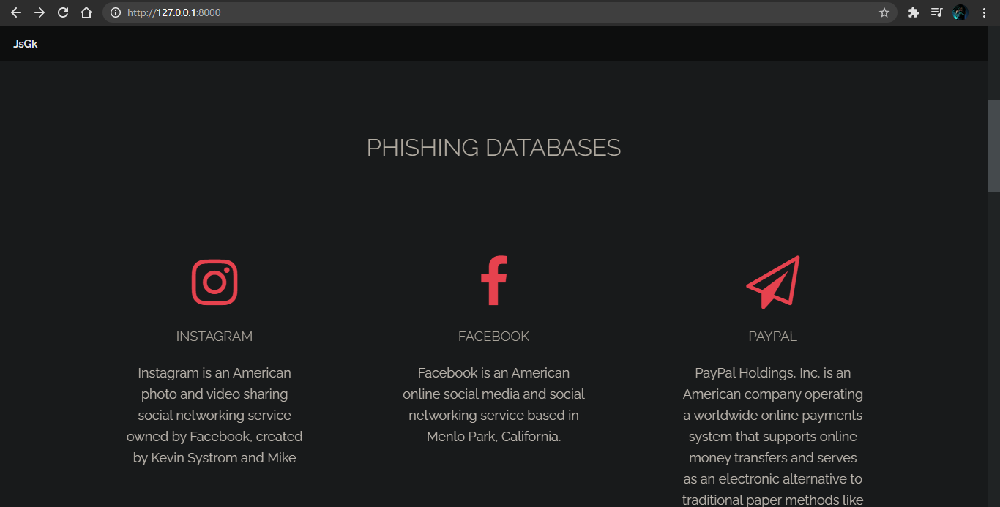 http://127.0.0.1:8000
JsGk
PHISHING DATABASES
INSTAGRAM
Instagram is an American
photo and video sharing
social networking service
owned by Facebook, created
by Kevin Systrom and Mike
FACEBOOK
Facebook is an American
online social media and social
networking service based in
Menlo Park, California.
PAYPAL
PayPal Holdings, Inc. is an
American company operating
a worldwide online payments
system that supports online
money transfers and serves
as an electronic alternative to
traditional paper methods like